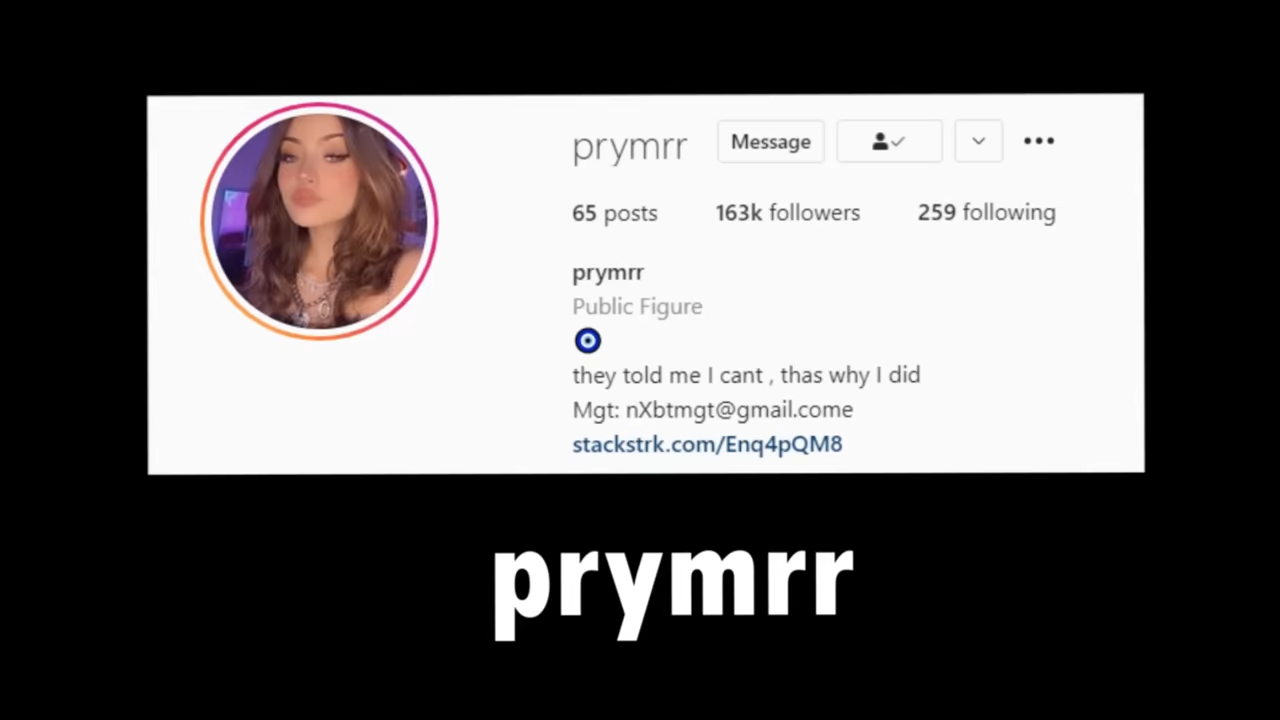 prymrr Message
65 posts 163k followers 259 following
prymrr
Public Figure
they told me I cant , thas why I did
Mgt: nXbtmgt@gmail.come
stackstrk.com/Enq4pQM8
prymrr